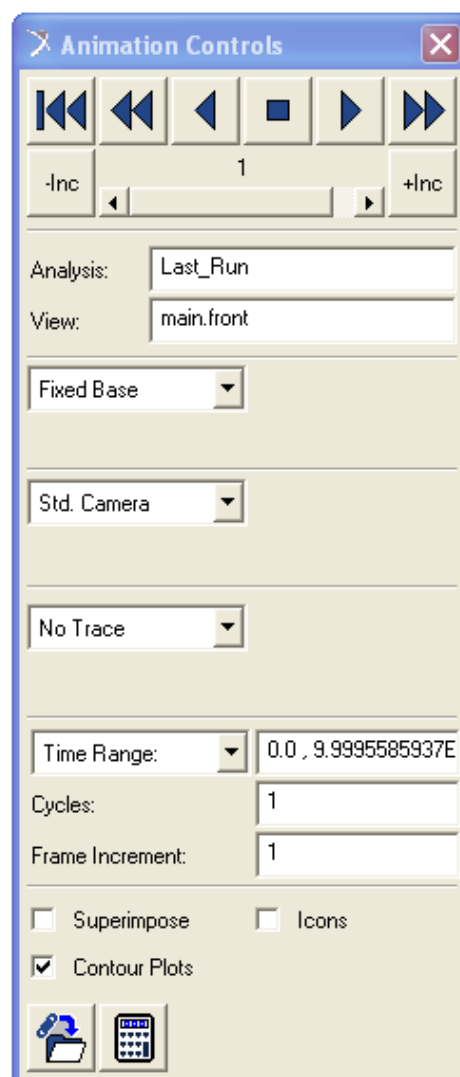 Animation Controls
1
-Inc
+Inc
Analysis: Last_Run
View: main.front
Fixed Base
Std. Camera
No Trace
Time Range: 0.0 , 9.9995585937E
Cycles: 1
Frame Increment: 1
Superimpose Icons
Contour Plots